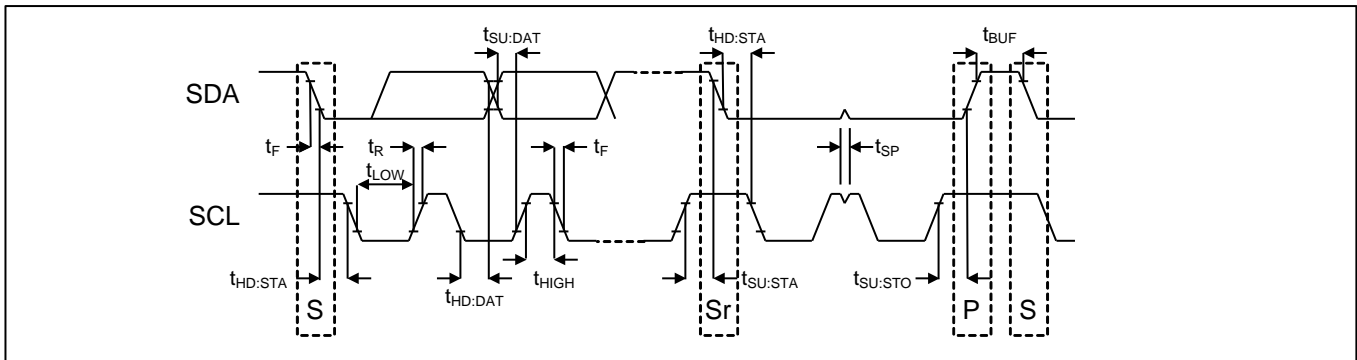 tSU:DAT tHD:STA tBUF
SDA
tF tR tF tSP
tLOW
SCL
tHD:STA tHD:DAT tHIGH tSU:STA tSU:STO
S Sr P S